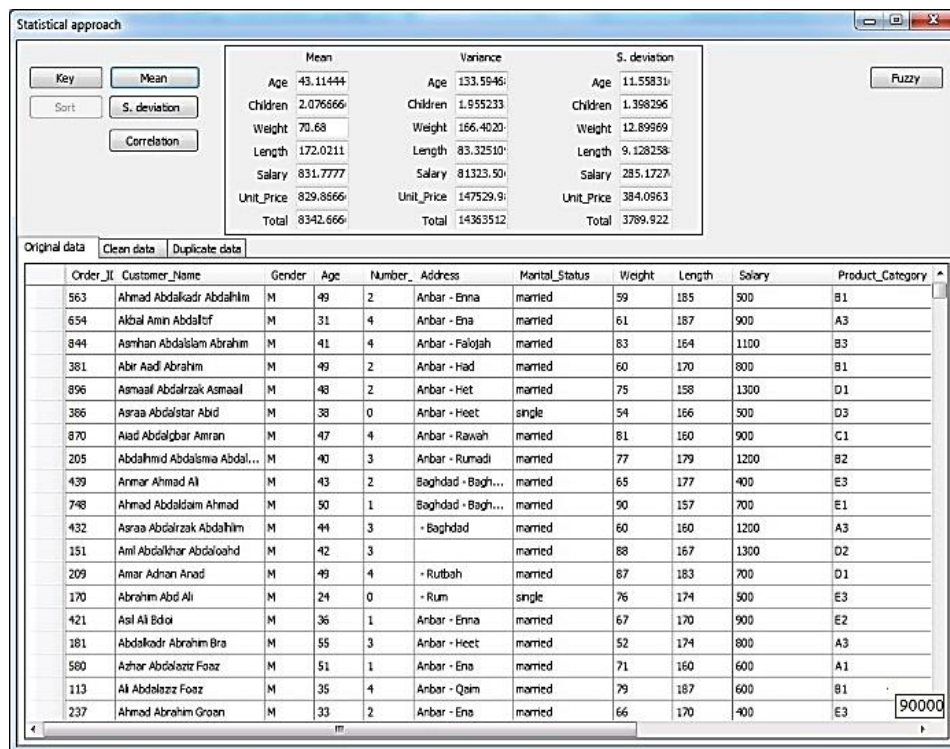 Statistical approach
Mean Variance S. deviation
Key Mean Age 43.11444 Age 133.5946 Age 11.55831 Fuzzy
Sort S. deviation Children 2.076666 Children 1.955233 Children 1.398296
Correlation Weight 70.68 Weight 166.4020 Weight 12.89969
Length 172.0211 Length 83.32510 Length 9.128258
Salary 831.7777 Salary 81323.50 Salary 285.1727
Unit_Price 829.8666 Unit_Price 147529.9 Unit_Price 384.0963
Total 8342.666 Total 14363512 Total 3789.922
Original data Clean data Duplicate data
Order_ID Customer_Name Gender Age Number_ Address Marital_Status Weight Length Salary Product_Category
563 Ahmad Abdalkadr Abdalhlim M 49 2 Anbar - Enna married 59 185 500 B1
654 Akbal Amin Abdalltif M 31 4 Anbar - Ena married 61 187 900 A3
844 Asmhan Abdalslam Abrahim M 41 4 Anbar - Falojah married 83 164 1100 B3
381 Abir Aadl Abrahim M 49 2 Anbar - Had married 60 170 800 B1
896 Asmaail Abdalrzak Asmaail M 48 2 Anbar - Het married 75 158 1300 D1
386 Asraa Abdalstar Abid M 38 0 Anbar - Heet single 54 166 500 D3
870 Aiad Abdalgbar Amran M 47 4 Anbar - Rawah married 81 160 900 C1
205 Abdalhmid Abdalsmia Abdal... M 40 3 Anbar - Rumadi married 77 179 1200 B2
439 Anmar Ahmad Ali M 43 2 Baghdad - Bagh... married 65 177 400 E3
748 Ahmad Abdaldaim Ahmad M 50 1 Baghdad - Bagh... married 90 157 700 E1
432 Asraa Abdalrzak Abdalhlim M 44 3 - Baghdad married 60 160 1200 A3
151 Aml Abdalkhar Abdaloahd M 42 3 married 88 167 1300 D2
209 Amar Adnan Anad M 49 4 - Rutbah married 87 183 700 D1
170 Abrahim Abd Ali M 24 0 - Rum single 76 174 500 E3
421 Asil Ali Bdioi M 36 1 Anbar - Enna married 67 170 900 E2
181 Abdalkadr Abrahim Bra M 55 3 Anbar - Heet married 52 174 800 A3
580 Azhar Abdalaziz Foaz M 51 1 Anbar - Ena married 71 160 600 A1
113 Ali Abdalaziz Foaz M 35 4 Anbar - Qaim married 79 187 600 B1
237 Ahmad Abrahim Groan M 33 2 Anbar - Ena married 66 170 400 E3
90000